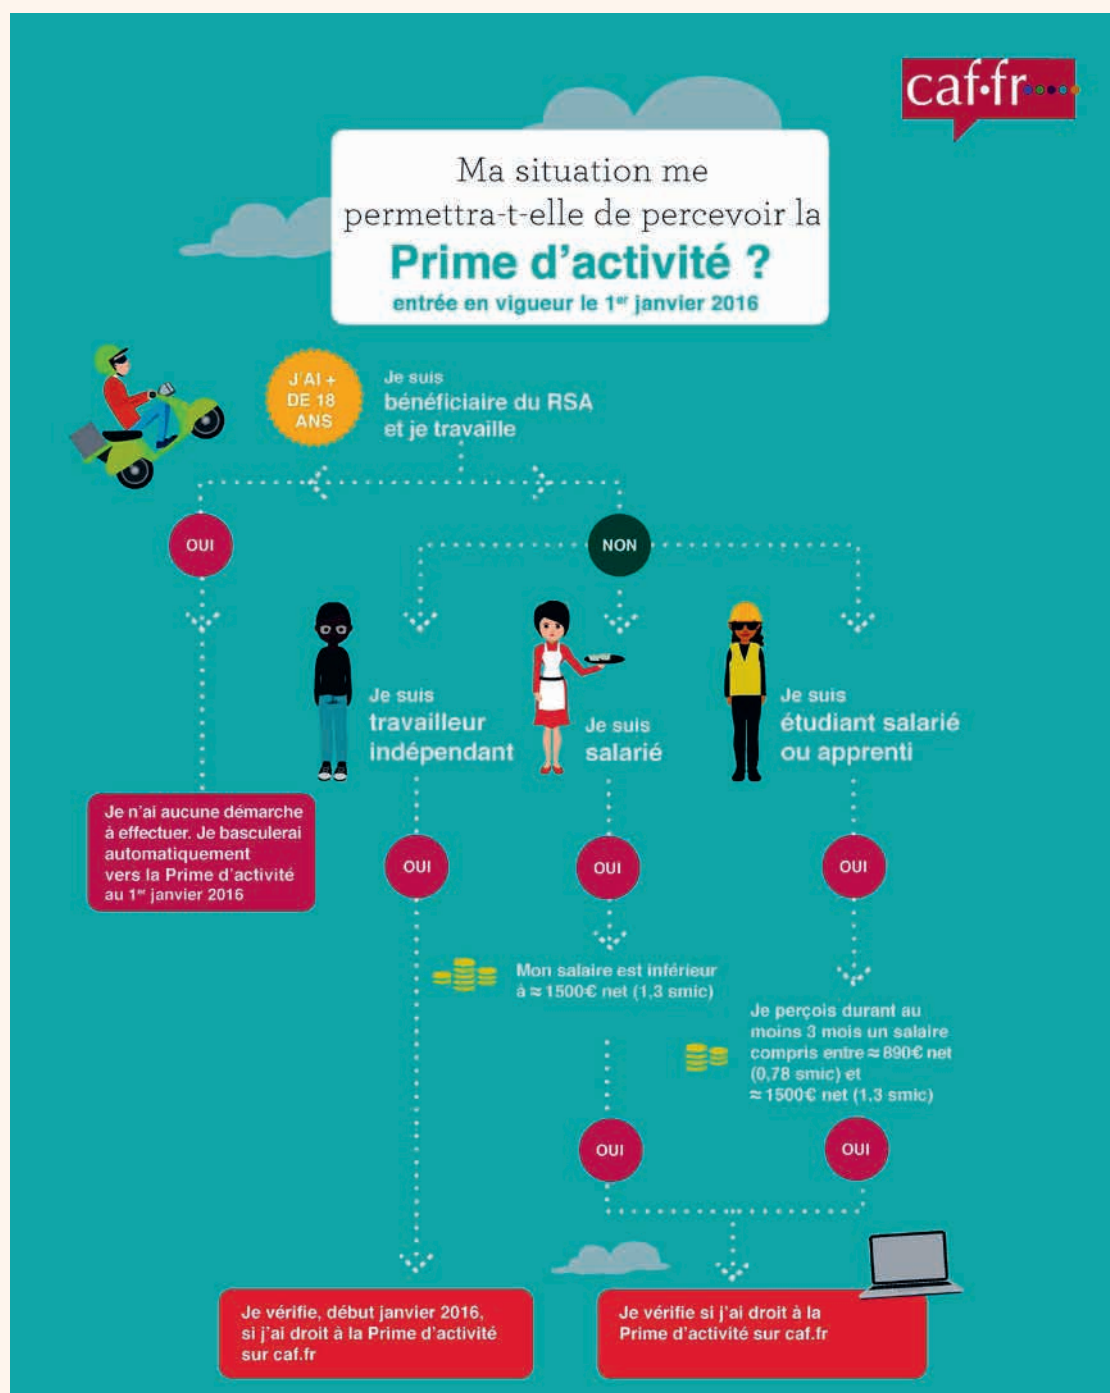 caf.fr
Ma situation me
permettra-t-elle de percevoir la
Prime d'activité ?
entrée en vigueur le 1er janvier 2016
J'AI +
DE 18
ANS
Je suis
bénéficiaire du RSA
et je travaille
OUI
NON
Je suis
travailleur
indépendant
Je suis
salarié
Je suis
étudiant salarié
ou apprenti
Je n'ai aucune démarche
à effectuer. Je basculerai
automatiquement
vers la Prime d'activité
au 1er janvier 2016
OUI
OUI
OUI
Mon salaire est inférieur
à ≈ 1500€ net (1,3 smic)
Je perçois durant au
moins 3 mois un salaire
compris entre ≈ 890€ net
(0,78 smic) et
≈ 1500€ net (1,3 smic)
OUI
OUI
Je vérifie, début janvier 2016,
si j'ai droit à la Prime d'activité
sur caf.fr
Je vérifie si j'ai droit à la
Prime d'activité sur caf.fr